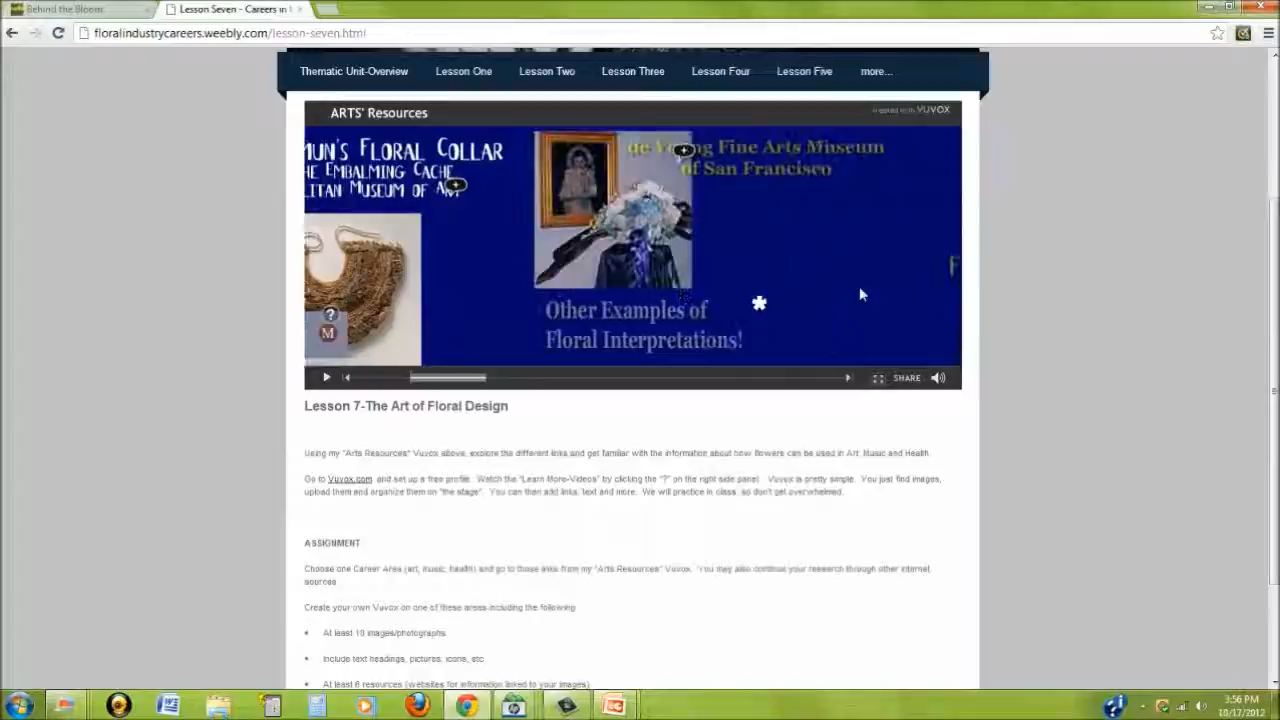 Behind the Bloom
Lesson Seven - Careers in t
floralindustrycareers.weebly.com/lesson-seven.html
Thematic Unit-Overview Lesson One Lesson Two Lesson Three Lesson Four Lesson Five more...
ARTS' Resources
created with VUVOX
MUN'S FLORAL COLLAR
HE EMBALMING CACHE
LITAN MUSEUM OF ART
de Young Fine Arts Museum
of San Francisco
F
? 
M
Other Examples of
Floral Interpretations!
*
SHARE
Lesson 7-The Art of Floral Design
Using my "Arts Resources" Vuvox above, explore the different links and get familiar with the information about how flowers can be used in Art, Music and Health
Go to Vuvox.com and set up a free profile. Watch the "Learn More-Videos" by clicking the "?" on the right side panel. Vuvox is pretty simple. You just find images,
upload them and organize them on "the stage". You can then add links, text and more. We will practice in class, so don't get overwhelmed.
ASSIGNMENT
Choose one Career Area (art, music, health) and go to those links from my "Arts Resources" Vuvox. You may also continue your research through other internet
sources
Create your own Vuvox on one of these areas including the following
• At least 10 images/photographs
• Include text headings, pictures, icons, etc
• At least 6 resources (websites for information linked to your images)
3:56 PM
10/17/2012